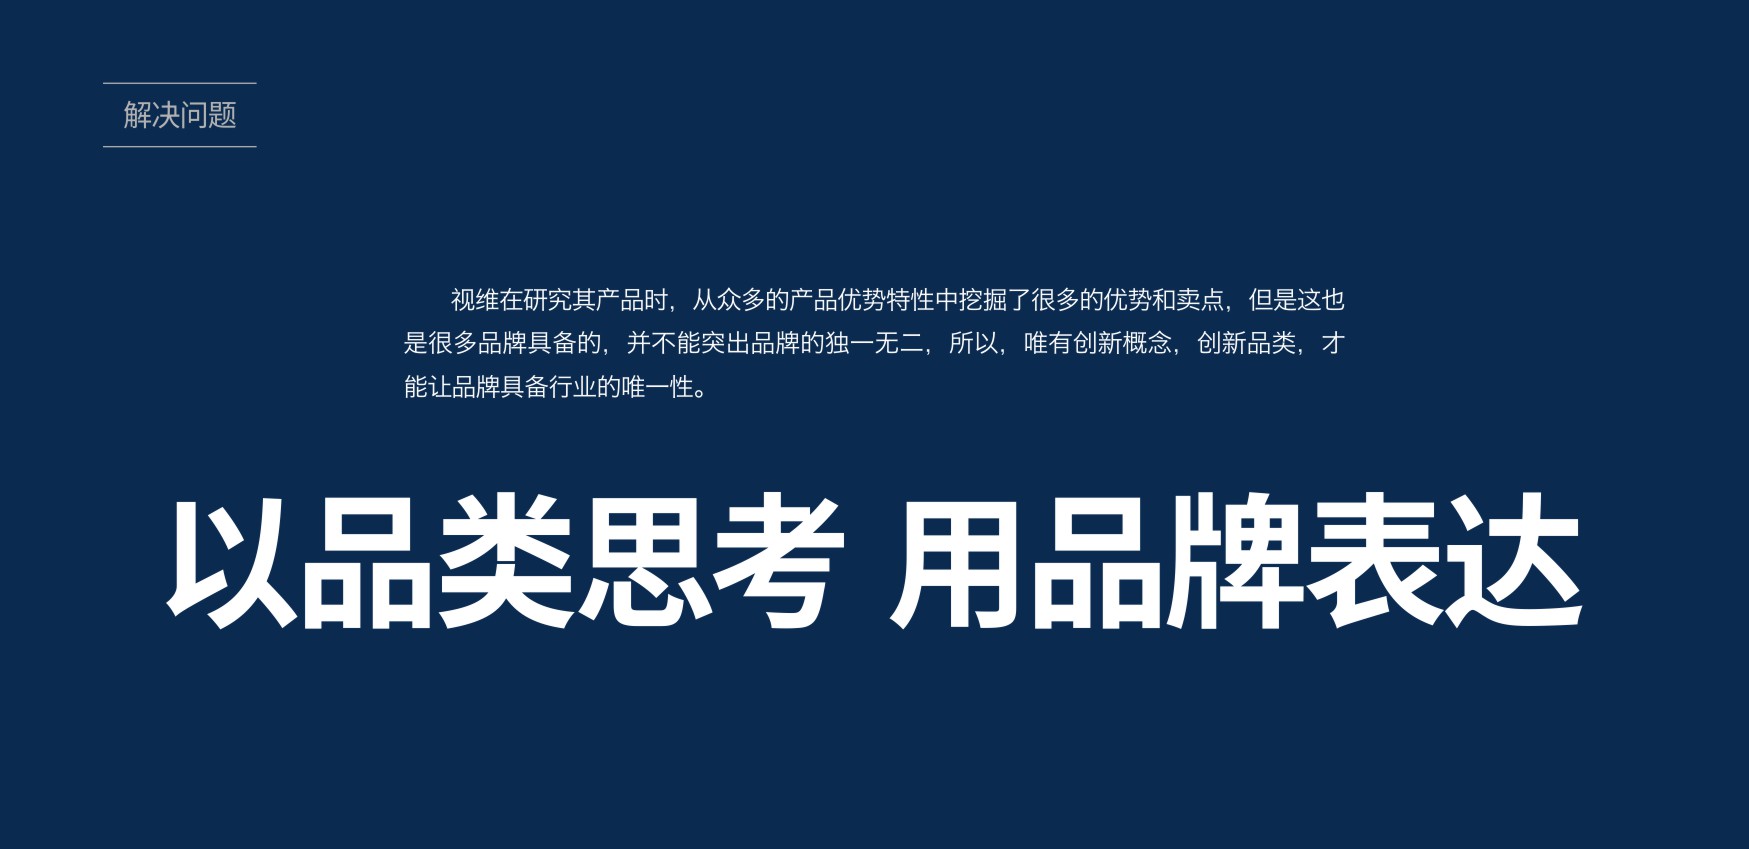 解决问题
视维在研究其产品时，从众多的产品优势特性中挖掘了很多的优势和卖点，但是这也
是很多品牌具备的，并不能突出品牌的独一无二，所以，唯有创新概念，创新品类，才
能让品牌具备行业的唯一性。
以品类思考 用品牌表达